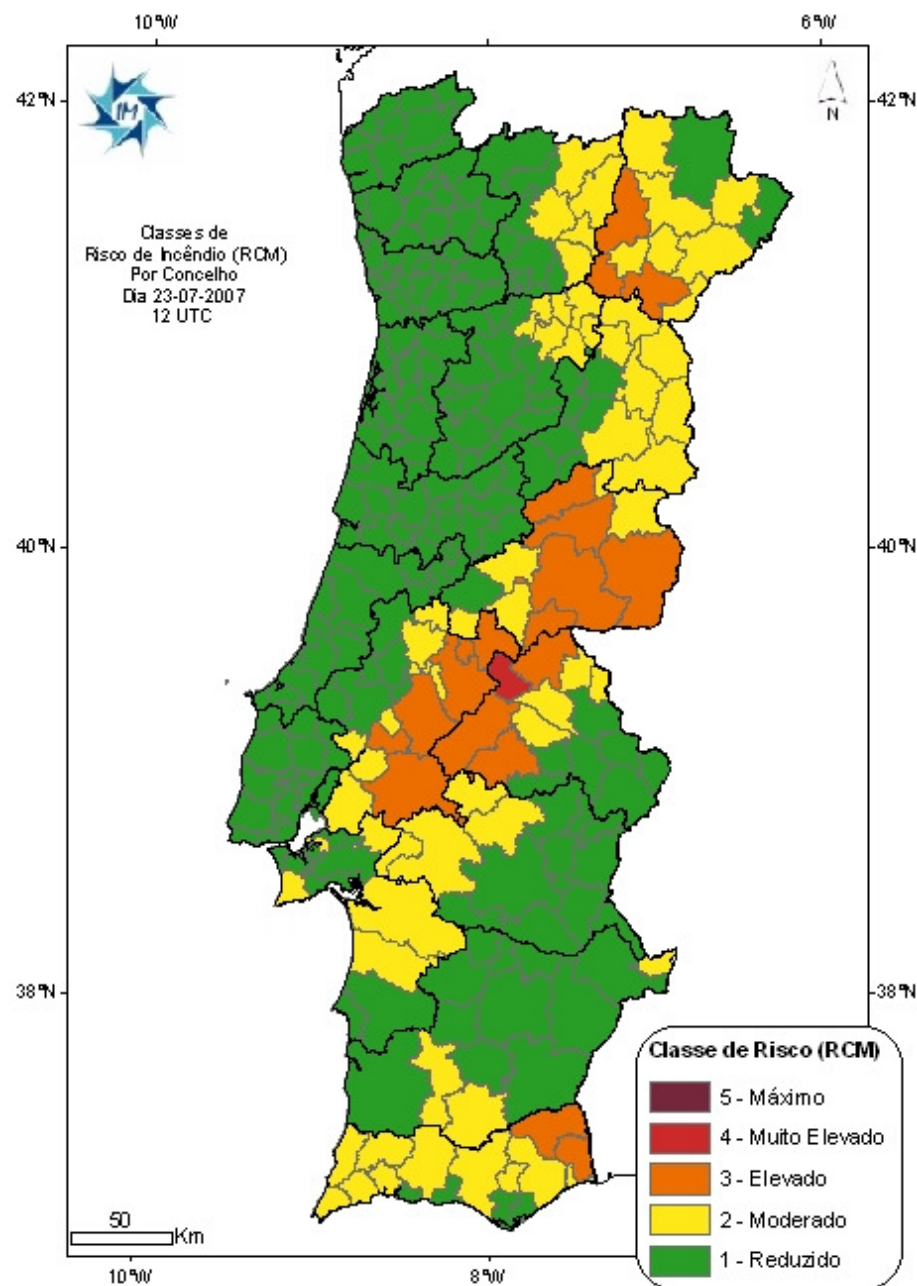 10°W
6°W
42°N
42°N
IM
N
Classes de
Risco de Incêndio (RCM)
Por Concelho
Dia 23-07-2007
12 UTC
40°N
40°N
38°N
38°N
Classe de Risco (RCM)
5 - Máximo
4 - Muito Elevado
3 - Elevado
2 - Moderado
1 - Reduzido
50
Km
10°W
8°W